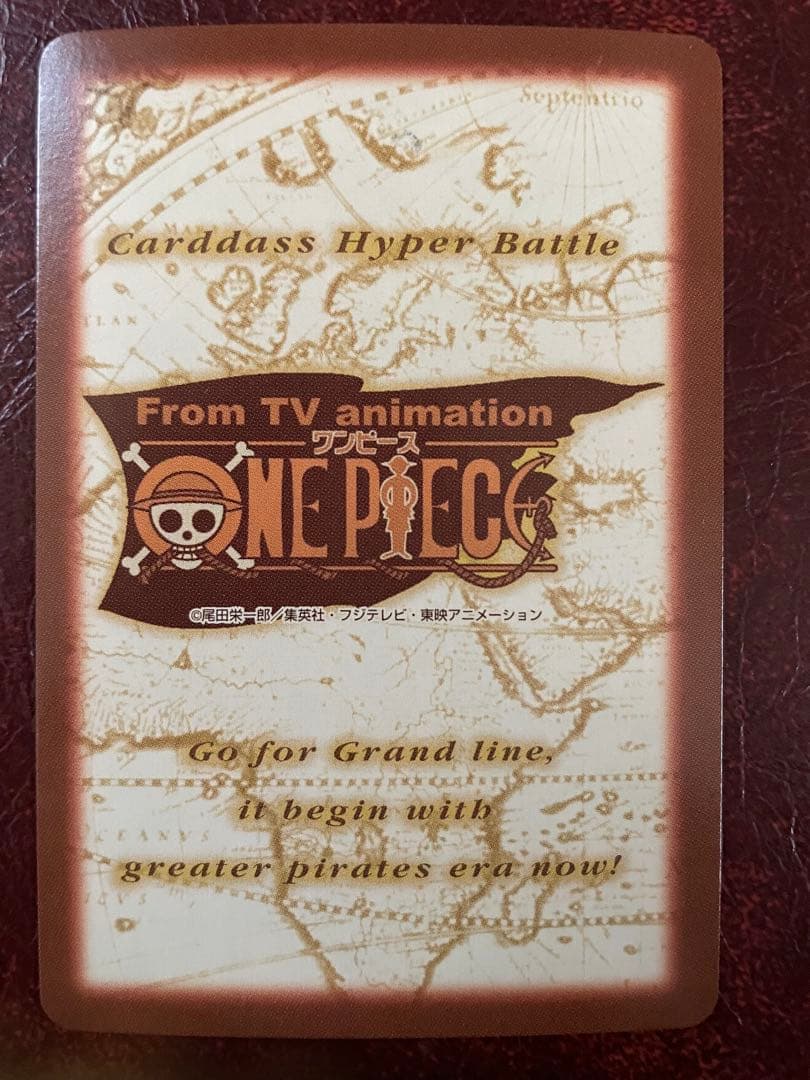 Septentrio
Carddass Hyper Battle
From TV animation
ワンピース
ONE PIECE
©尾田栄一郎／集英社・フジテレビ・東映アニメーション
Go for Grand line,
it begin with
OCEANVS
greater pirates era now!